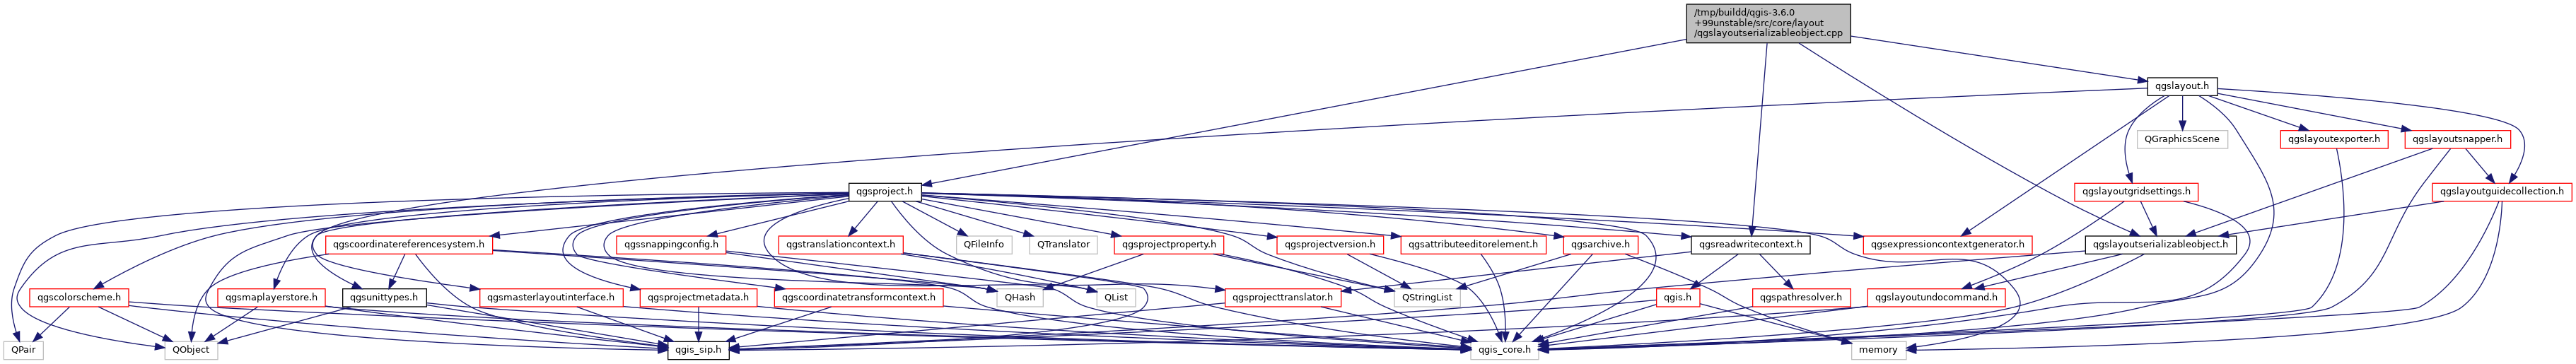 /tmp/buildd/qgis-3.6.0
+99unstable/src/core/layout
/qgslayoutserializableobject.cpp
qgslayout.h
QGraphicsScene
qgslayoutexporter.h
qgslayoutsnapper.h
qgsproject.h
qgslayoutgridsettings.h
qgslayoutguidecollection.h
qgscoordinatereferencesystem.h
qgssnappingconfig.h
qgstranslationcontext.h
QFileInfo
QTranslator
qgsprojectproperty.h
qgsprojectversion.h
qgsattributeeditorelement.h
qgsarchive.h
qgsreadwritecontext.h
qgsexpressioncontextgenerator.h
qgslayoutserializableobject.h
qgscolorscheme.h
qgsmaplayerstore.h
qgsunittypes.h
qgsmasterlayoutinterface.h
qgsprojectmetadata.h
qgscoordinatetransformcontext.h
QHash
QList
qgsprojecttranslator.h
QStringList
qgis.h
qgspathresolver.h
qgslayoutundocommand.h
QPair
QObject
qgis_sip.h
qgis_core.h
memory